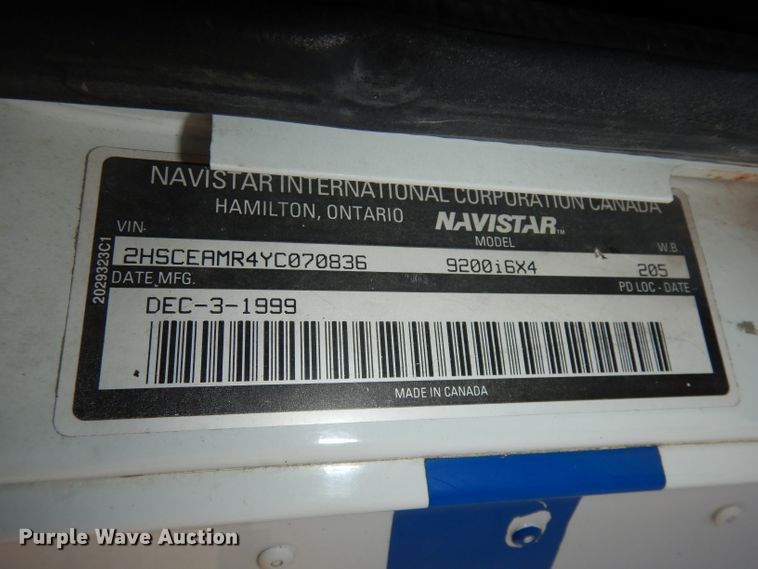 NAVISTAR INTERNATIONAL CORPORATION CANADA
HAMILTON, ONTARIO NAVISTAR™
VIN- MODEL W.B.
2HSCEAMR4YC070836 9200i6X4 205
DATE MFG. PD LOC - DATE
DEC-3-1999
MADE IN CANADA
2029323C1
Purple Wave Auction